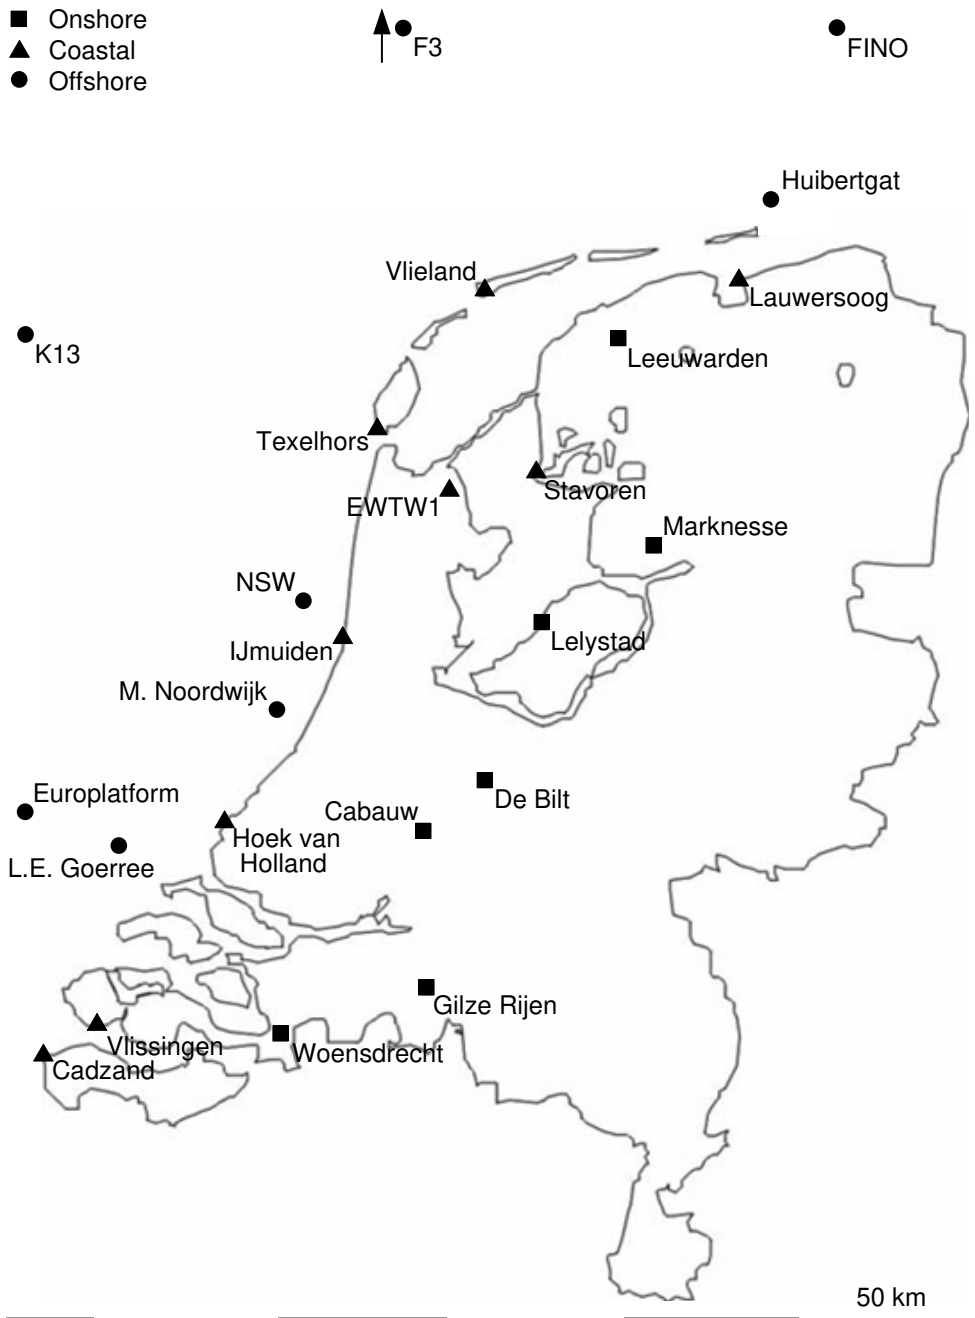 Onshore
Coastal
Offshore
F3
FINO
Huibertgat
Vlieland
Lauwersoog
K13
Leeuwarden
Texelhors
Stavoren
EWTW1
Marknesse
NSW
IJmuiden
Lelystad
M. Noordwijk
Europlatform
De Bilt
Cabauw
Hoek van
Holland
L.E. Goerree
Gilze Rijen
Vlissingen
Woensdrecht
Cadzand
50 km